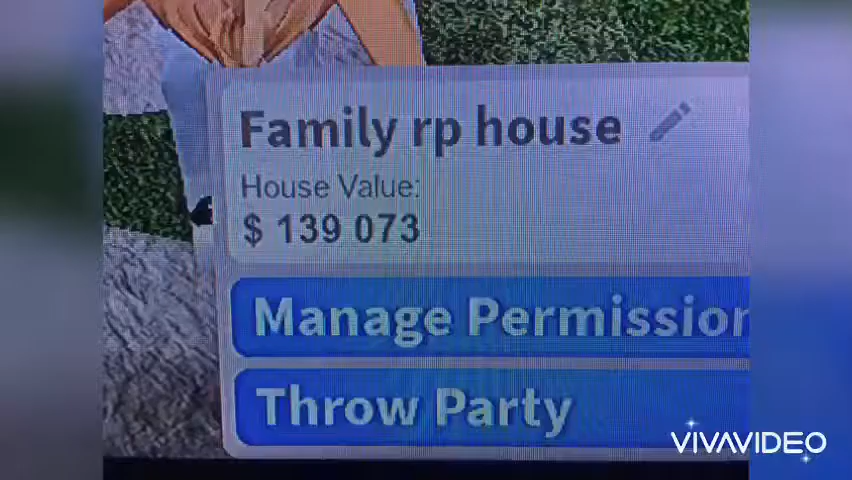 Family rp house
House Value:
$ 139 073
Manage Permission
Throw Party
VIVAVIDEO